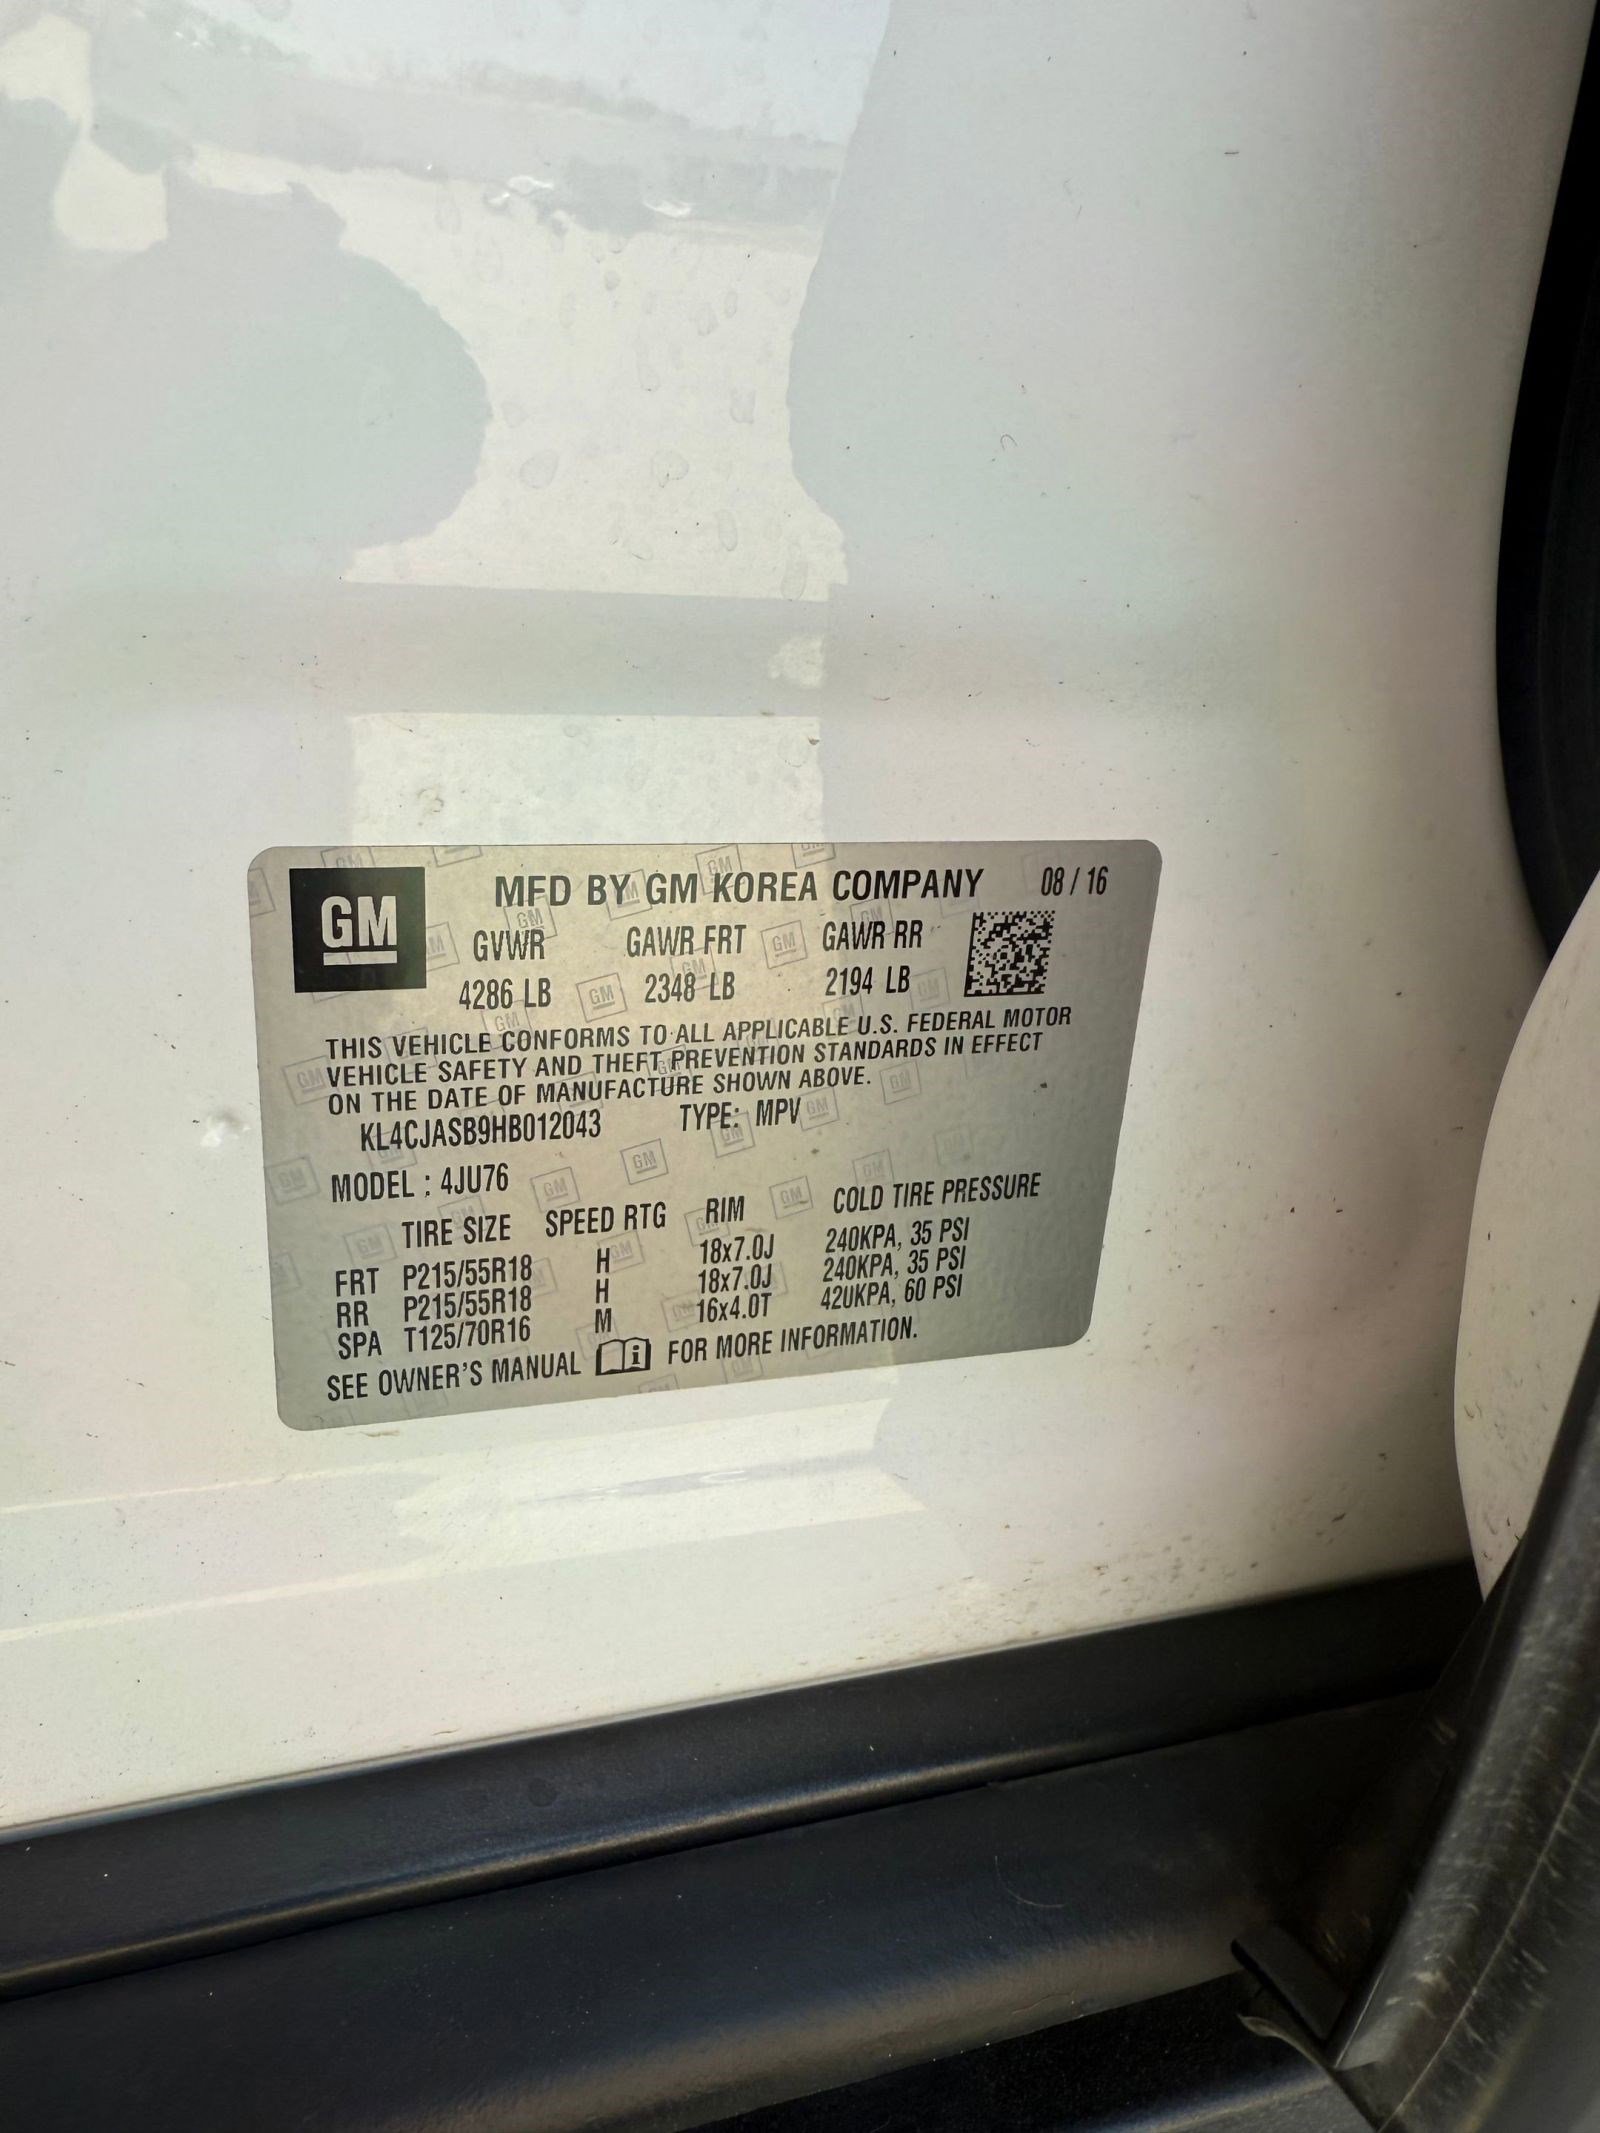 GM
MFD BY GM KOREA COMPANY 08 / 16
GVWR GAWR FRT GAWR RR
4286 LB 2348 LB 2194 LB
THIS VEHICLE CONFORMS TO ALL APPLICABLE U.S. FEDERAL MOTOR
VEHICLE SAFETY AND THEFT PREVENTION STANDARDS IN EFFECT
ON THE DATE OF MANUFACTURE SHOWN ABOVE.
KL4CJASB9HB012043 TYPE: MPV
MODEL : 4JU76
TIRE SIZE SPEED RTG RIM COLD TIRE PRESSURE
FRT P215/55R18 H 18x7.0J 240KPA, 35 PSI
RR P215/55R18 H 18x7.0J 240KPA, 35 PSI
SPA T125/70R16 M 16x4.0T 420KPA, 60 PSI
SEE OWNER'S MANUAL i FOR MORE INFORMATION.